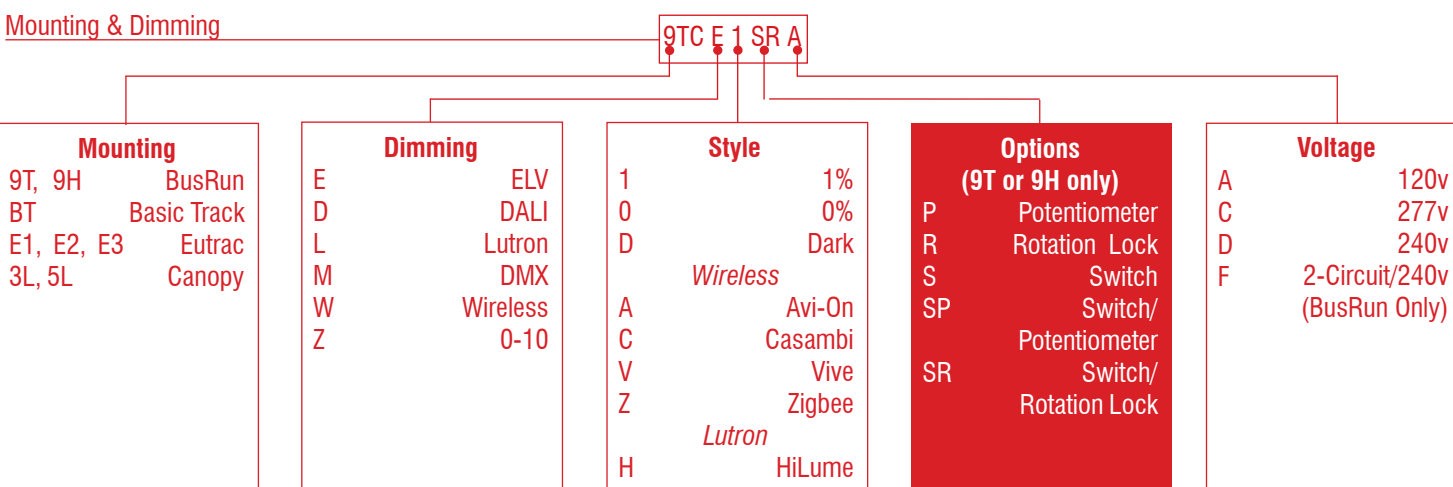 Mounting & Dimming
9TC E 1 SR A
Mounting
9T, 9H BusRun
BT Basic Track
E1, E2, E3 Eutrac
3L, 5L Canopy
Dimming
E ELV
D DALI
L Lutron
M DMX
W Wireless
Z 0-10
Style
1 1%
0 0%
D Dark
Wireless
A Avi-On
C Casambi
V Vive
Z Zigbee
Lutron
H HiLume
Options
(9T or 9H only)
P Potentiometer
R Rotation Lock
S Switch
SP Switch/
Potentiometer
SR Switch/
Rotation Lock
Voltage
A 120v
C 277v
D 240v
F 2-Circuit/240v
(BusRun Only)